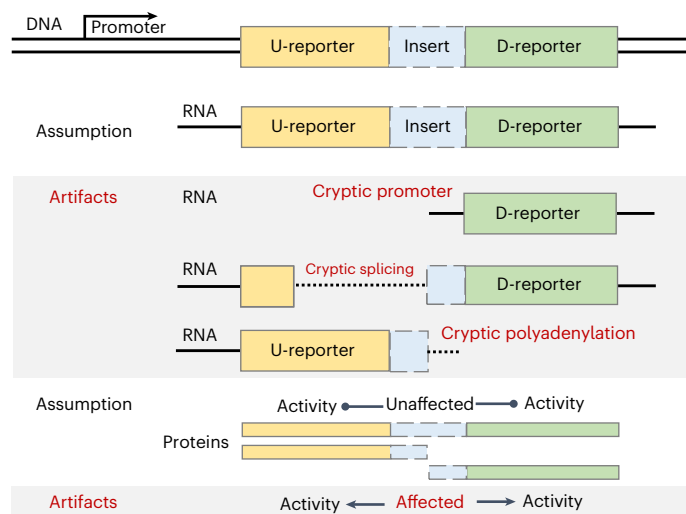 DNA Promoter
U-reporter Insert D-reporter
RNA
Assumption U-reporter Insert D-reporter
Artifacts RNA Cryptic promoter
D-reporter
RNA Cryptic splicing
D-reporter
RNA Cryptic polyadenylation
U-reporter
Assumption Activity Unaffected Activity
Proteins
Artifacts Activity Affected Activity